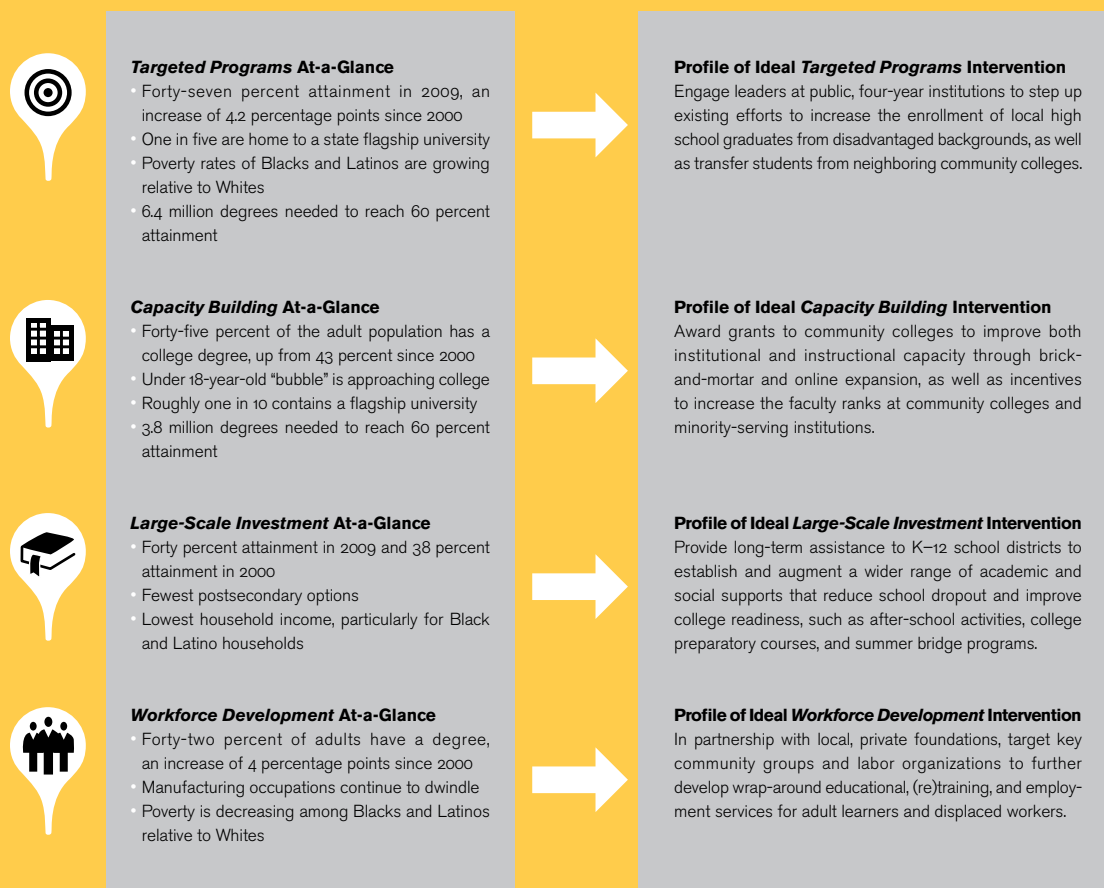 Targeted Programs At-a-Glance
• Forty-seven percent attainment in 2009, an
increase of 4.2 percentage points since 2000
• One in five are home to a state flagship university
• Poverty rates of Blacks and Latinos are growing
relative to Whites
• 6.4 million degrees needed to reach 60 percent
attainment
Profile of Ideal Targeted Programs Intervention
Engage leaders at public, four-year institutions to step up
existing efforts to increase the enrollment of local high
school graduates from disadvantaged backgrounds, as well
as transfer students from neighboring community colleges.
Capacity Building At-a-Glance
• Forty-five percent of the adult population has a
college degree, up from 43 percent since 2000
• Under 18-year-old “bubble” is approaching college
• Roughly one in 10 contains a flagship university
• 3.8 million degrees needed to reach 60 percent
attainment
Profile of Ideal Capacity Building Intervention
Award grants to community colleges to improve both
institutional and instructional capacity through brick-
and-mortar and online expansion, as well as incentives
to increase the faculty ranks at community colleges and
minority-serving institutions.
Large-Scale Investment At-a-Glance
• Forty percent attainment in 2009 and 38 percent
attainment in 2000
• Fewest postsecondary options
• Lowest household income, particularly for Black
and Latino households
Profile of Ideal Large-Scale Investment Intervention
Provide long-term assistance to K–12 school districts to
establish and augment a wider range of academic and
social supports that reduce school dropout and improve
college readiness, such as after-school activities, college
preparatory courses, and summer bridge programs.
Workforce Development At-a-Glance
• Forty-two percent of adults have a degree,
an increase of 4 percentage points since 2000
• Manufacturing occupations continue to dwindle
• Poverty is decreasing among Blacks and Latinos
relative to Whites
Profile of Ideal Workforce Development Intervention
In partnership with local, private foundations, target key
community groups and labor organizations to further
develop wrap-around educational, (re)training, and employ-
ment services for adult learners and displaced workers.